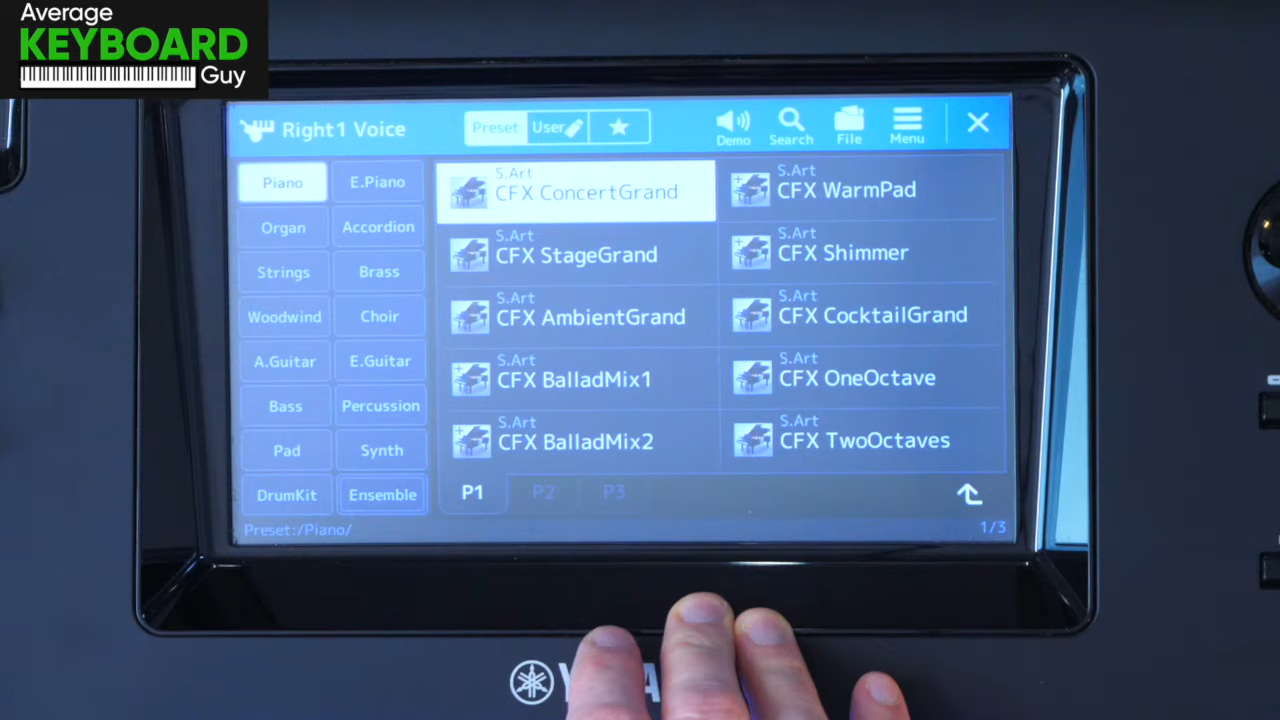 Average
KEYBOARD
Guy
Right1 Voice
Preset
User
Demo
Search
File
Menu
Piano
E.Piano
Organ
Accordion
Strings
Brass
Woodwind
Choir
A.Guitar
E.Guitar
Bass
Percussion
Pad
Synth
DrumKit
Ensemble
S.Art
CFX ConcertGrand
S.Art
CFX WarmPad
S.Art
CFX StageGrand
S.Art
CFX Shimmer
S.Art
CFX AmbientGrand
S.Art
CFX CocktailGrand
S.Art
CFX BalladMix1
S.Art
CFX OneOctave
S.Art
CFX BalladMix2
S.Art
CFX TwoOctaves
P1
P2
P3
Preset:/Piano/
1/3